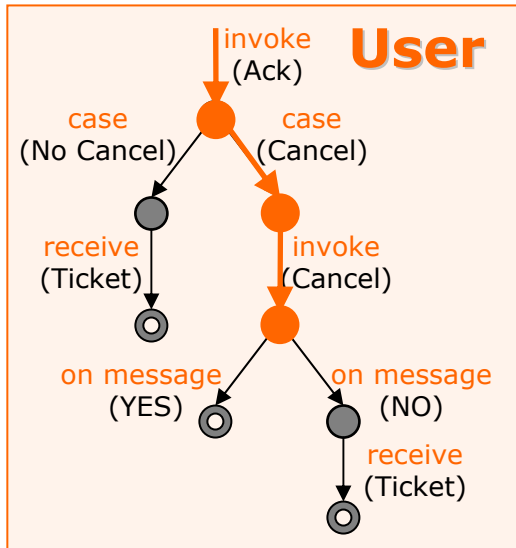 User
invoke
(Ack)
case
(No Cancel)
case
(Cancel)
receive
(Ticket)
invoke
(Cancel)
on message
(YES)
on message
(NO)
receive
(Ticket)